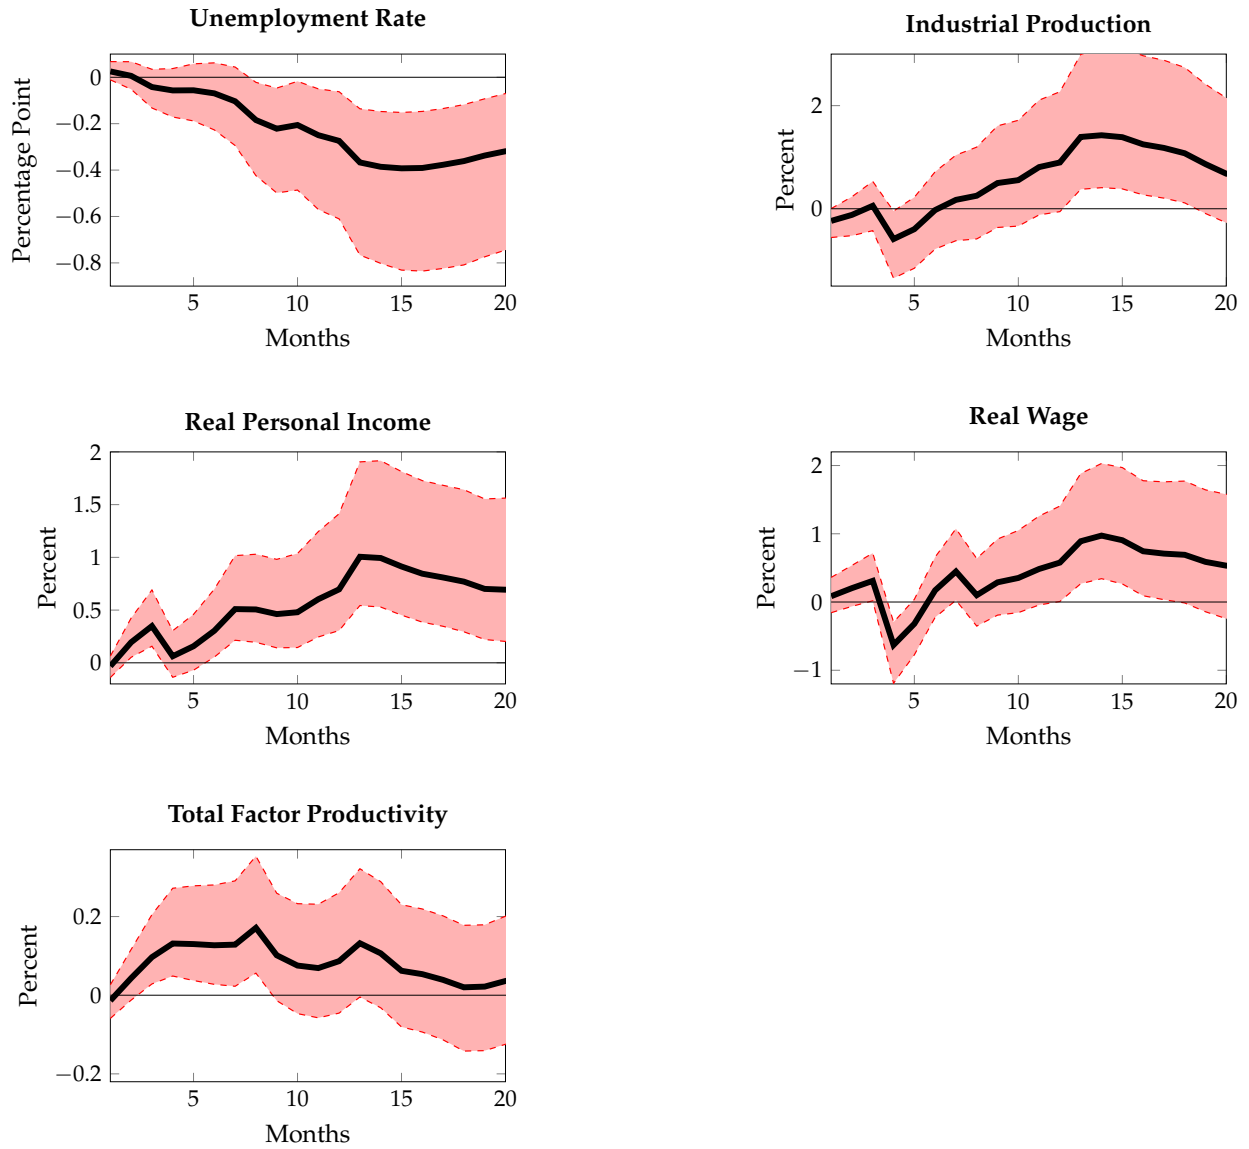 Unemployment Rate
0
−0.2
−0.4
−0.6
−0.8
Percentage Point
5 10 15 20
Months
Industrial Production
2
0
Percent
5 10 15 20
Months
Real Personal Income
2
1.5
1
0.5
0
Percent
5 10 15 20
Months
Real Wage
2
1
0
−1
Percent
5 10 15 20
Months
Total Factor Productivity
0.2
0
−0.2
Percent
5 10 15 20
Months